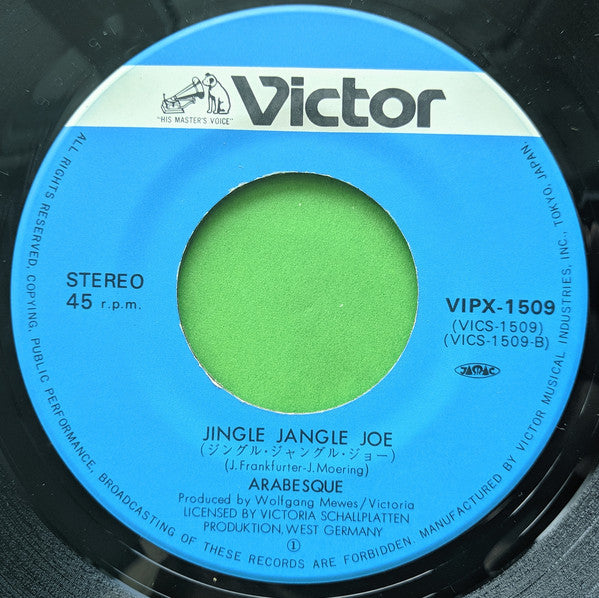 Victor
"HIS MASTER'S VOICE"
STEREO
45 r.p.m.
VIPX-1509
(VICS-1509)
(VICS-1509-B)
JASRAC
JINGLE JANGLE JOE
(ジングル・ジャングル・ジョー)
(J. Frankfurter-J. Moering)
ARABESQUE
Produced by Wolfgang Mewes/Victoria
LICENSED BY VICTORIA SCHALLPLATTEN
PRODUKTION, WEST GERMANY
①
ALL RIGHTS RESERVED, COPYING, PUBLIC PERFORMANCE, BROADCASTING OF THESE RECORDS ARE FORBIDDEN. MANUFACTURED BY VICTOR MUSICAL INDUSTRIES, INC., TOKYO, JAPAN.